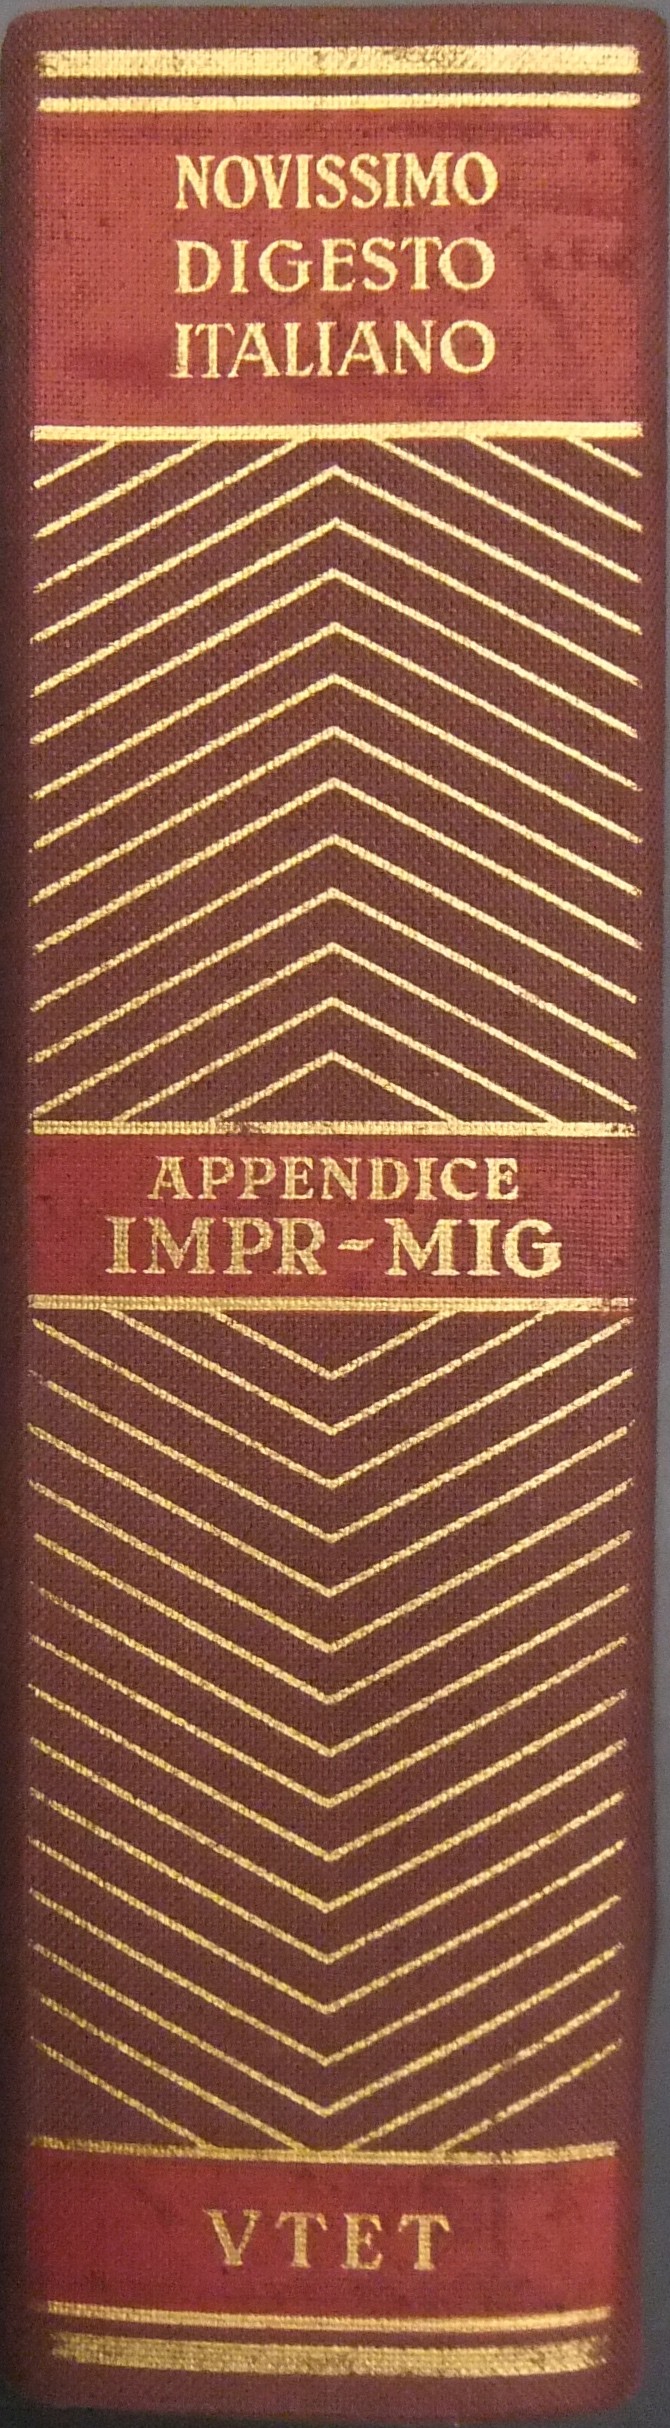 NOVISSIMO
DIGESTO
ITALIANO
APPENDICE
IMPR-MIG
VTET